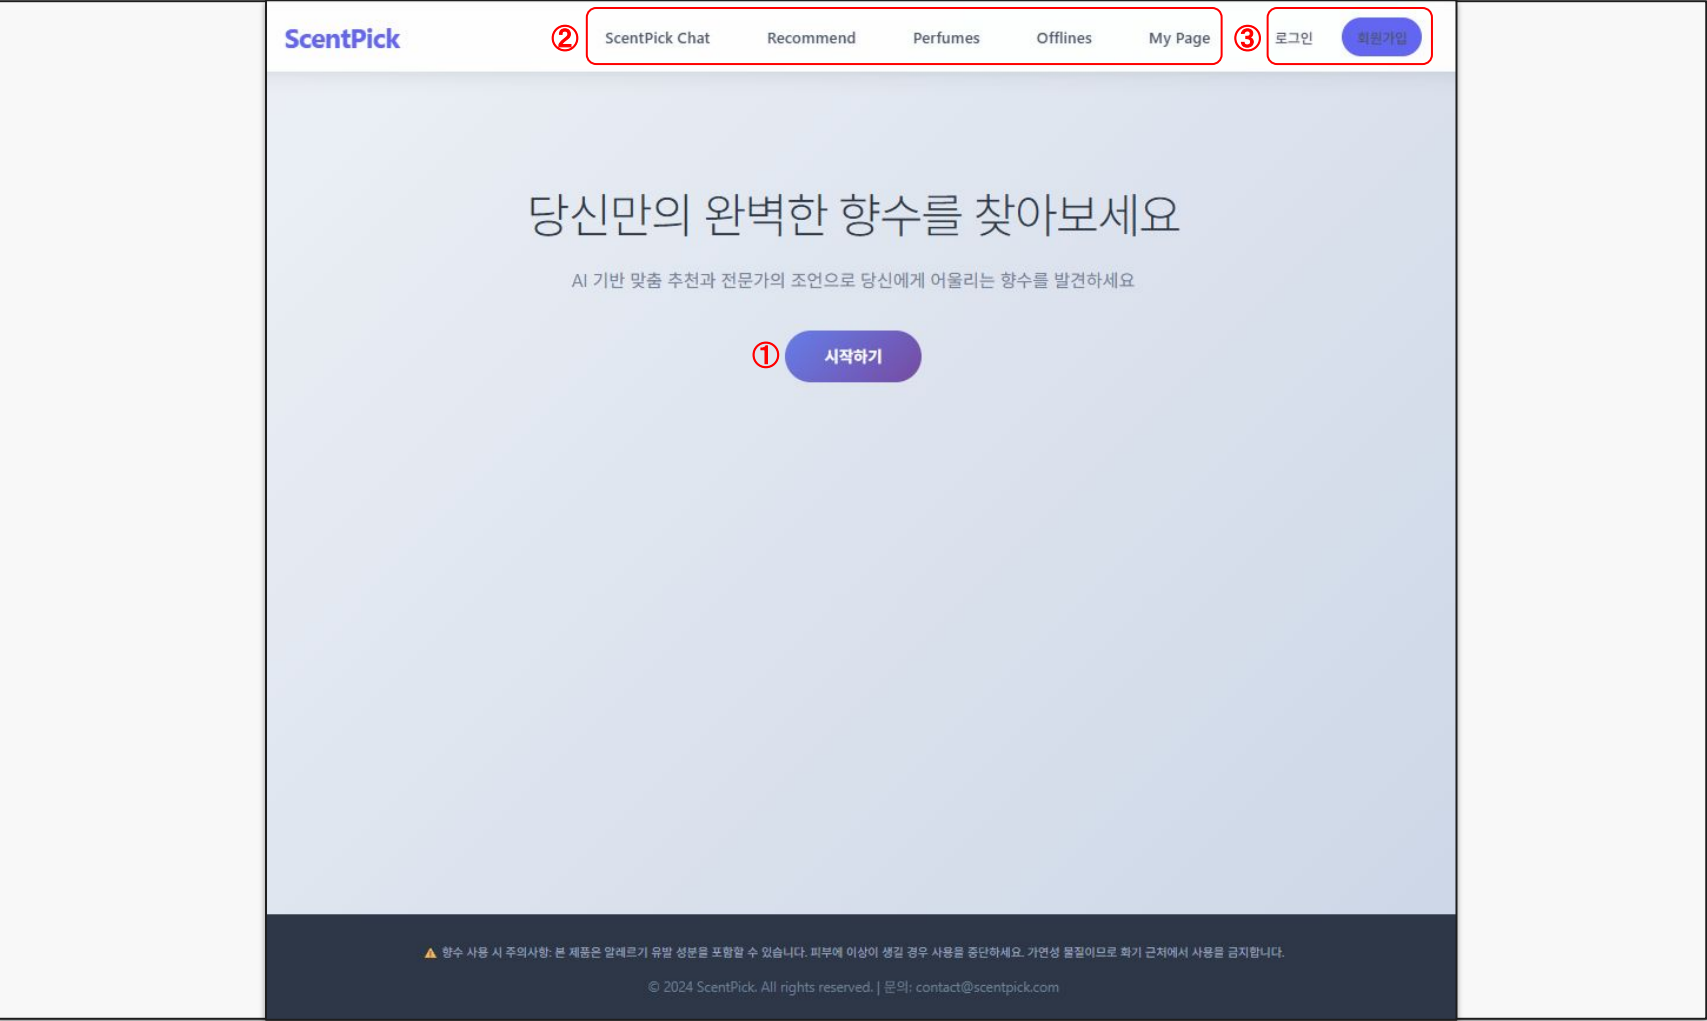 ScentPick
② ScentPick Chat Recommend Perfumes Offlines My Page ③ 로그인 회원가입
당신만의 완벽한 향수를 찾아보세요
AI 기반 맞춤 추천과 전문가의 조언으로 당신에게 어울리는 향수를 발견하세요
① 시작하기
⚠ 향수 사용 시 주의사항: 본 제품은 알레르기 유발 성분을 포함할 수 있습니다. 피부에 이상이 생길 경우 사용을 중단하세요. 가연성 물질이므로 화기 근처에서 사용을 금지합니다.
© 2024 ScentPick. All rights reserved. | 문의: contact@scentpick.com